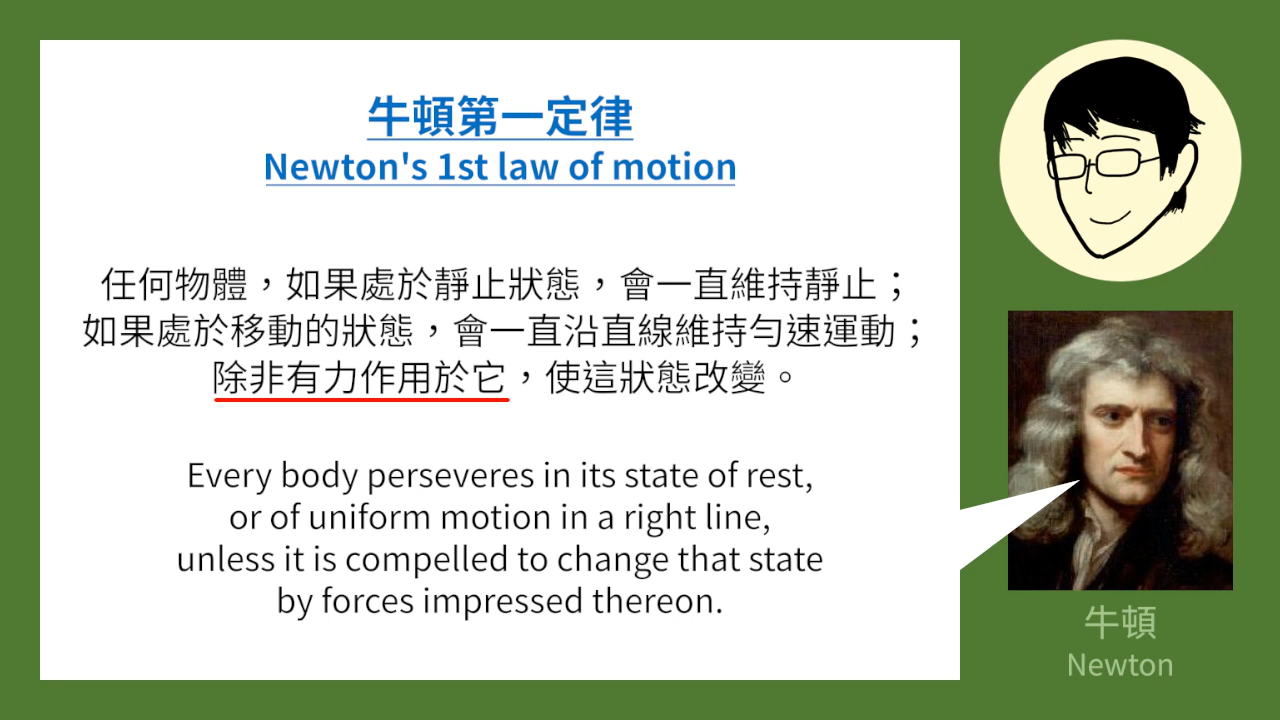 牛頓第一定律
Newton's 1st law of motion
任何物體，如果處於靜止狀態，會一直維持靜止；
如果處於移動的狀態，會一直沿直線維持勻速運動；
除非有力作用於它，使這狀態改變。
Every body perseveres in its state of rest,
or of uniform motion in a right line,
unless it is compelled to change that state
by forces impressed thereon.
牛頓
Newton